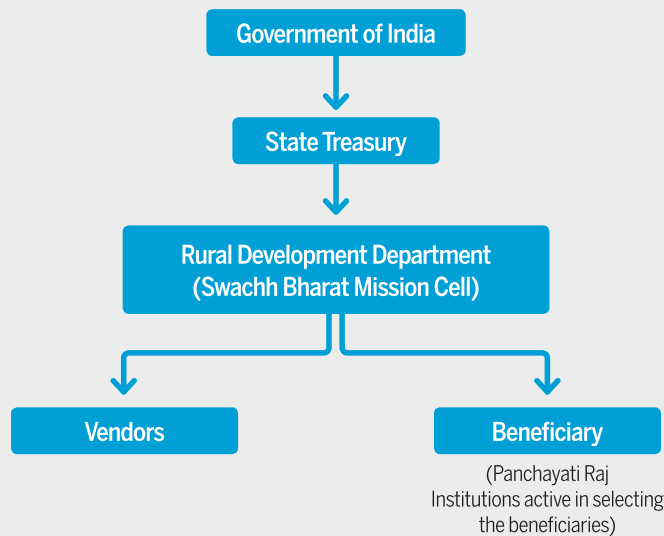 Government of India
State Treasury
Rural Development Department
(Swachh Bharat Mission Cell)
Vendors
Beneficiary
(Panchayati Raj
Institutions active in selecting
the beneficiaries)